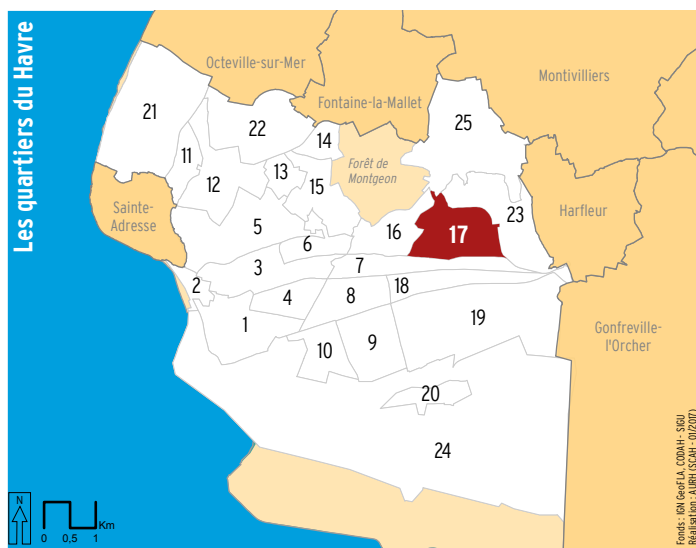 Les quartiers du Havre
Octeville-sur-Mer
Montivilliers
Fontaine-la-Mallet
21
22
14
25
11
13
Forêt de
Montgeon
12
15
Sainte-
Adresse
Harfleur
23
5
16
17
6
3
7
2
18
4
8
1
19
Gonfreville-
l'Orcher
10
9
20
24
N
0 0,5 1 Km
Fonds : IGN GeoFLA, CODAH - SIGU
Réalisation : AURH (SCAH - 01/2017)